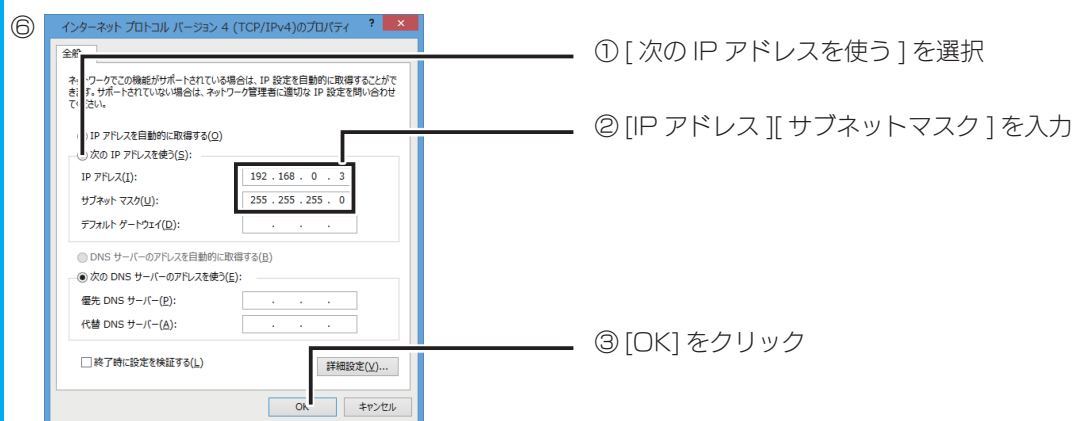 ⑥
インターネット プロトコル バージョン 4 (TCP/IPv4)のプロパティ ? ×
① [ 次の IP アドレスを使う ] を選択
ネットワークでこの機能がサポートされている場合は、IP 設定を自動的に取得することがで
きます。サポートされていない場合は、ネットワーク管理者に適切な IP 設定を問い合わせ
てください。
② [IP アドレス ][ サブネットマスク ] を入力
IP アドレスを自動的に取得する(O)
次の IP アドレスを使う(S):
IP アドレス(I): 192 . 168 . 0 . 3
サブネット マスク(U): 255 . 255 . 255 . 0
デフォルト ゲートウェイ(D): . . .
DNS サーバーのアドレスを自動的に取得する(B)
次の DNS サーバーのアドレスを使う(E):
優先 DNS サーバー(P): . . .
代替 DNS サーバー(A): . . .
③ [OK] をクリック
終了時に設定を検証する(L)
詳細設定(V)...
OK キャンセル